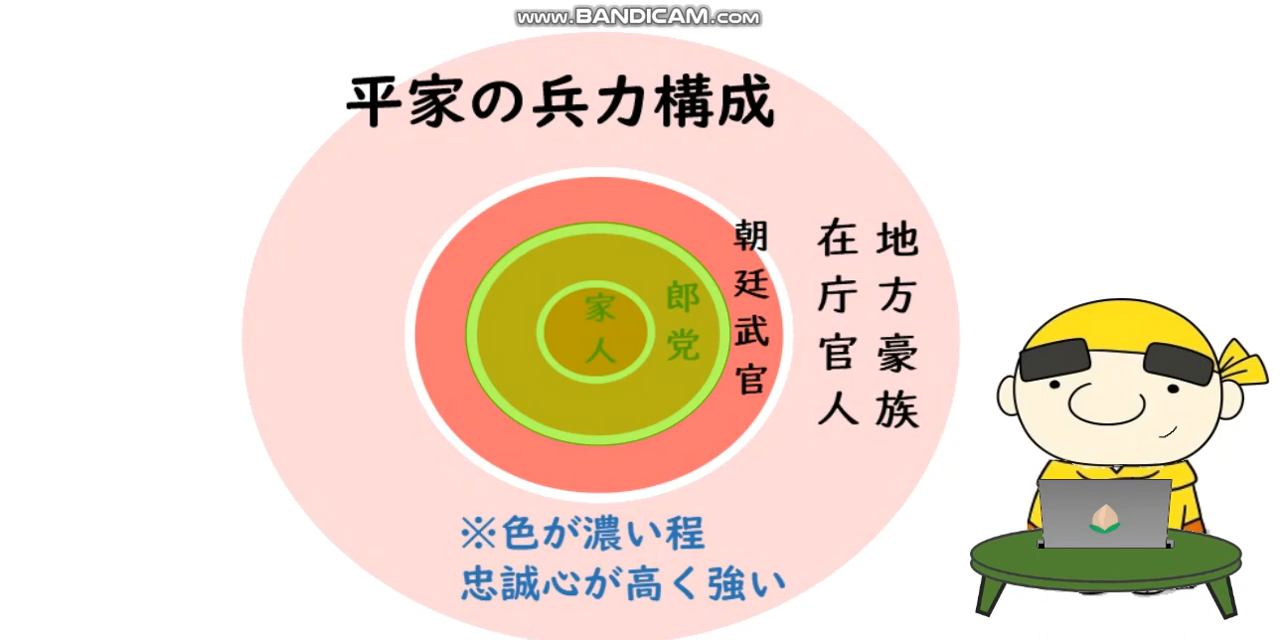 www.BANDICAM.com
平家の兵力構成
家人
郎党
朝廷武官
在庁官人
地方豪族
※色が濃い程
忠誠心が高く強い